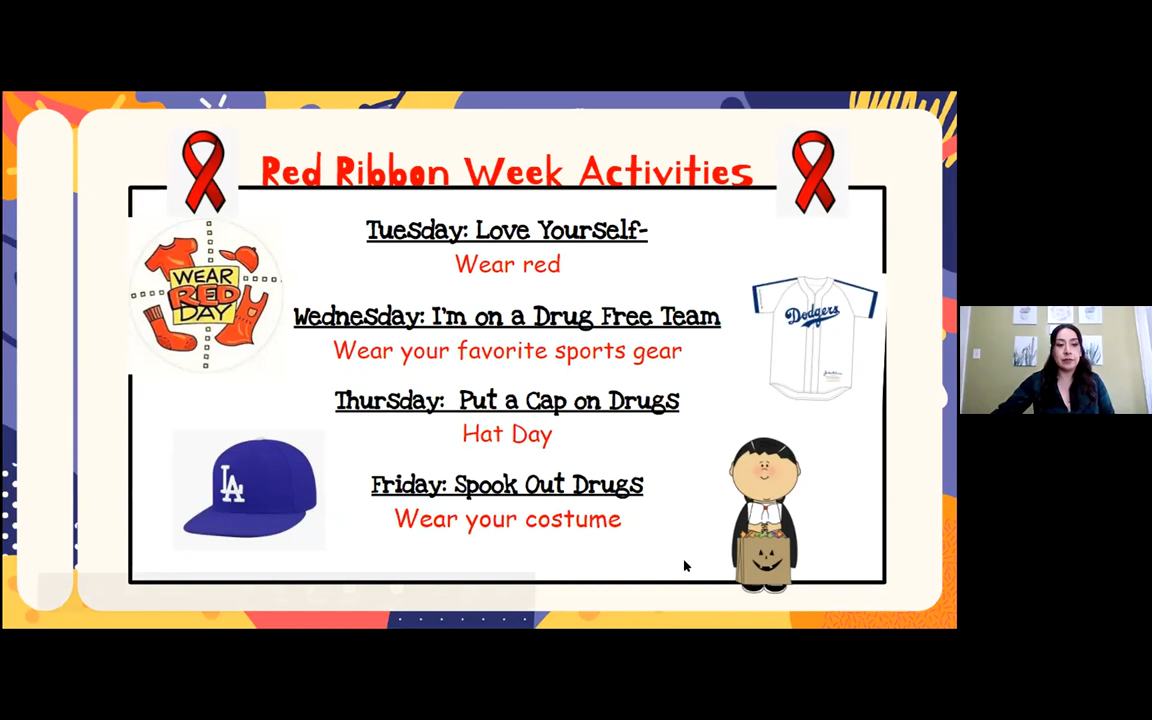 Red Ribbon Week Activities
Tuesday: Love Yourself-
Wear red
WEAR
RED
DAY
Wednesday: I'm on a Drug Free Team
Wear your favorite sports gear
Dodgers
Thursday: Put a Cap on Drugs
Hat Day
LA
Friday: Spook Out Drugs
Wear your costume